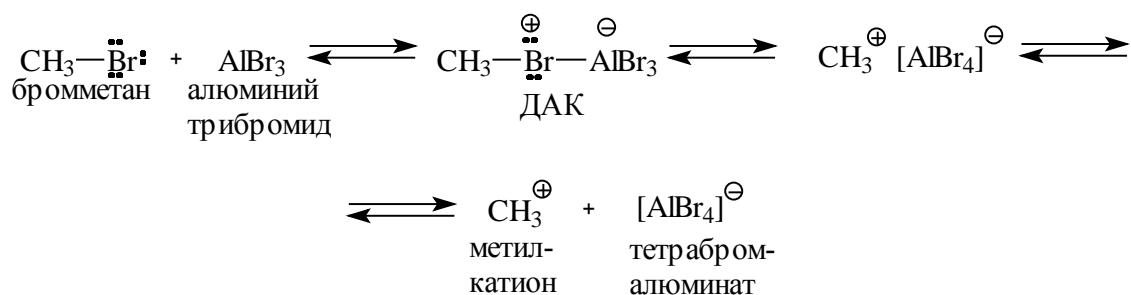 CH₃—Br + AlBr₃ ⇌ CH₃—Br⊕—AlBr₃⊖ ⇌ CH₃⊕ [AlBr₄]⊖ ⇌
бромметан алюминий трибромид ДАК
⇌ CH₃⊕ + [AlBr₄]⊖
метил-
катион
тетрабром-
алюминат